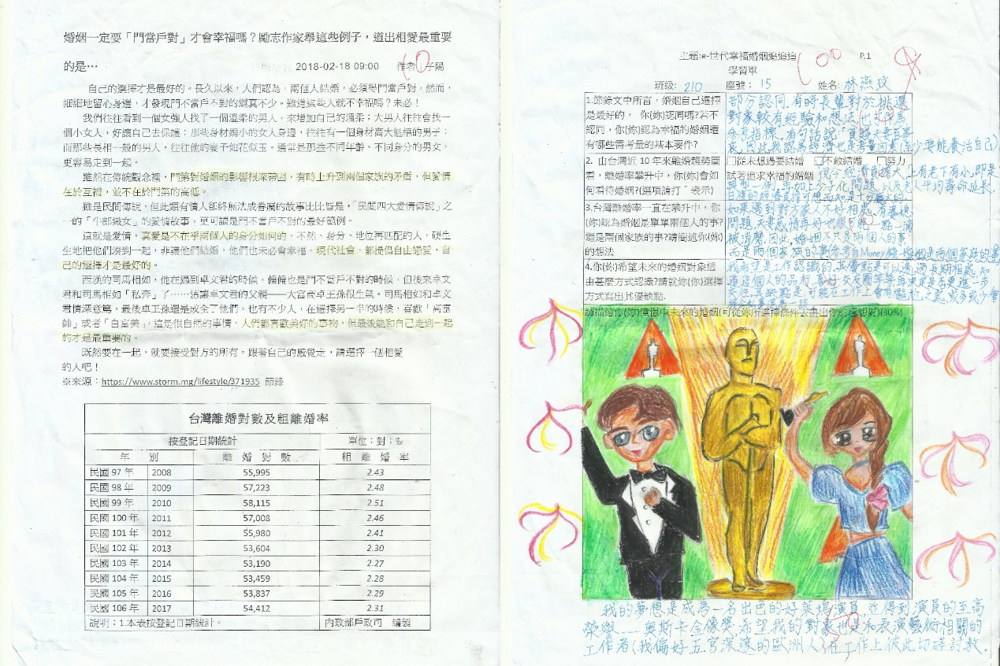 婚姻一定要「門當戶對」才會幸福嗎？勵志作家舉這些例子，道出相愛最重要
的是…
2018-02-18 09:00 作者 子陽
自己的選擇才是最好的。長久以來，人們認為，兩個人結婚，必須得門當戶對，然而，
細細地留心身邊，才發現門不當戶不對的還真不少。難道這些人就不幸福嗎？未必！
我們往往看到一個女強人找了一個溫柔的男人，來增加自己的溫柔；大男人往往會找一
個小女人，好讓自己去保護；那些身材嬌小的女人身邊，往往有一個身材高大魁梧的男子；
而那些長相一般的男人，往往他的妻子如花似玉。通常是那些不同年齡、不同身分的男女，
更容易走到一起。
雖然在傳統觀念裡，門第對婚姻的影響根深蒂固，有時上升到兩個家族的矛盾，但愛情
在於互補，並不在於門第的高低。
雖是民間傳說，但此類有情人卻終無法成眷屬的故事比比皆是。「民間四大愛情傳說」之
一的「牛郎織女」的愛情故事，更可謂是門不當戶不對的最好範例。
這就是愛情，真愛是不在乎兩個人的身分如何的，不然，身分、地位再匹配的人，硬生
生地把他們湊到一起，非讓他們結婚，他們也未必會幸福。現代社會，都提倡自由戀愛，自
己的選擇才是最好的。
西漢的司馬相如，他在遇到卓文君的時候，倆倆也是門不當戶不對的時候，但後來卓文
君和司馬相如「私奔」了⋯⋯這讓卓文君的父親——大富商卓王孫很生氣。司馬相如和卓文
君情深意篤，最後卓王孫還是成全了他們。也有不少人，在選擇另一半的時候，喜歡「高富
帥」或者「白富美」，這是很自然的事情，人們都喜歡美好的事物，但最後能和自己走到一起
的才是最重要的。
既然要在一起，就要接受對方的所有。跟著自己的感覺走，請選擇一個相愛
的人吧！
※來源：https://www.storm.mg/lifestyle/371935 節錄
台灣離婚對數及粗離婚率
按登記日期統計 單位：對；‰
年 別 離 婚 對 數 粗 離 婚 率
民國 97 年 2008 55,995 2.43
民國 98 年 2009 57,223 2.48
民國 99 年 2010 58,115 2.51
民國 100 年 2011 57,008 2.46
民國 101 年 2012 55,980 2.41
民國 102 年 2013 53,604 2.30
民國 103 年 2014 53,190 2.27
民國 104 年 2015 53,459 2.28
民國 105 年 2016 53,837 2.29
民國 106 年 2017 54,412 2.31
說明：1.本表按登記日期統計。 內政部戶政司 編製
主題:e-世代幸福婚姻追追追 P.1
100
學習單
班級: 210 座號： 15 姓名: 林燕玟
1.節錄文中所言，婚姻自己選擇
是最好的， 你(妳)認同嗎?若不
認同，你(妳)認為幸福的婚姻還
有哪些需考量的基本要件?
部分認同,有時長輩對於挑選
對象較有經驗和想法,也可作為
參考指標。有句話說：「貧賤夫妻百事
哀,因此,我認為經濟也是考量因素(至少要能養活自己)
2. 由台灣近 10 年來離婚趨勢圖
看，離婚率攀升中，你(妳)會如
何看待婚姻?(選項請打ˇ表示)
□從未想過要結婚 □不敢結婚 □努力
試著追求幸福的婚姻 現今經濟負擔大,上有老下有小,即是
典型一例,再加上少子化問題,以及老人平均壽命延長,
3.台灣離婚率一直在攀升中，你
(妳)認為婚姻是單單兩個人的事?
還是兩個家族的事?請簡述你(妳)
的想法
如果遇到對方家人不好相處,有婆媳
問題,夫妻感情再好也很可能一點一滴
被消磨,因此,婚姻不只是兩個人的事,
而是兩個家族的事(參考自Money錢-婚姻是兩個家族的事
4.你(妳)希望未來的婚姻對象透
由甚麼方式認識?請就妳(你)選擇
方式寫出其優缺點.
我希望是工作認識的,其優點是可以透過長期相處,知
道這個人的品行,喜好,交友圈等等再決定是否更進一步
交往,其缺點是可能在工作上會有尷尬之處,或多或少會
請描繪你(妳)憧憬中未來的婚姻(可從妳所選擇條件去畫出你的理想對)(30%)
我的夢想是成為一名出色的好萊塢演員,並得到演員的至高
榮譽——奧斯卡金像獎,希望我的對象也是和表演藝術相關的
工作者(我偏好五官深邃的歐洲人)在工作上彼此切磋討教。